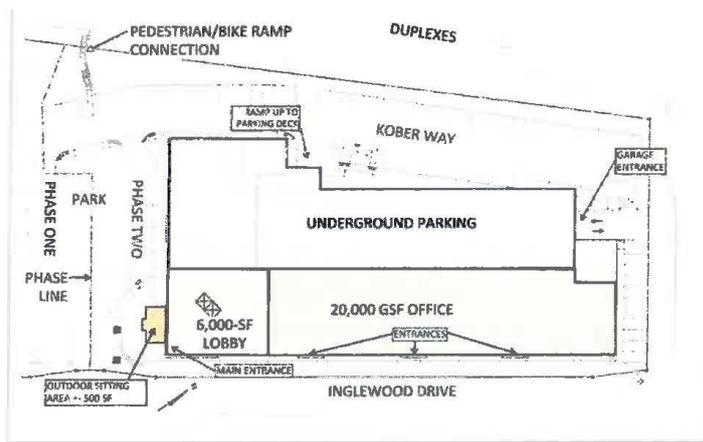 PEDESTRIAN/BIKE RAMP
CONNECTION
DUPLEXES
RAMP UP TO
PARKING DECK
KOBER WAY
GARAGE
ENTRANCE
PHASE ONE
PARK
PHASE TWO
UNDERGROUND PARKING
PHASE
LINE
6,000-SF
LOBBY
20,000 GSF OFFICE
ENTRANCES
MAIN ENTRANCE
OUTDOOR SITTING
AREA +- 500 SF
INGLEWOOD DRIVE